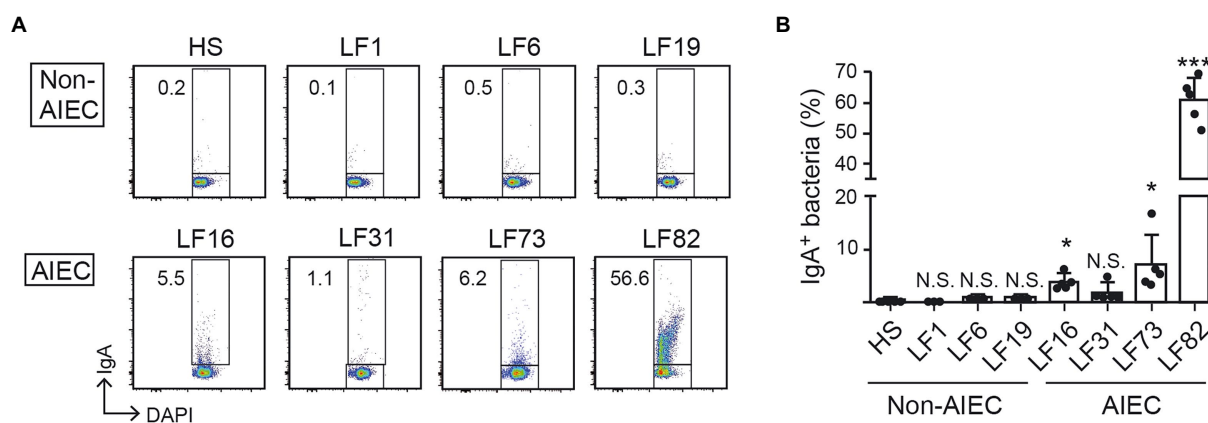 A
HS
LF1
LF6
LF19
Non-
AIEC
0.2
0.1
0.5
0.3
LF16
LF31
LF73
LF82
AIEC
5.5
1.1
6.2
56.6
IgA
DAPI
B
IgA⁺ bacteria (%)
70
60
50
40
20
10
N.S.
N.S.
N.S.
*
N.S.
*
***
HS
LF1
LF6
LF19
LF16
LF31
LF73
LF82
Non-AIEC
AIEC